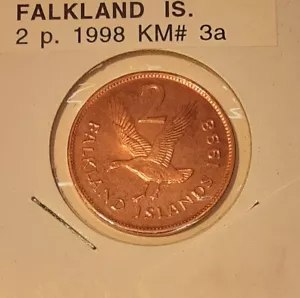 FALKLAND IS.
2 p. 1998 KM# 3a
2
FALKLAND ISLANDS 1998